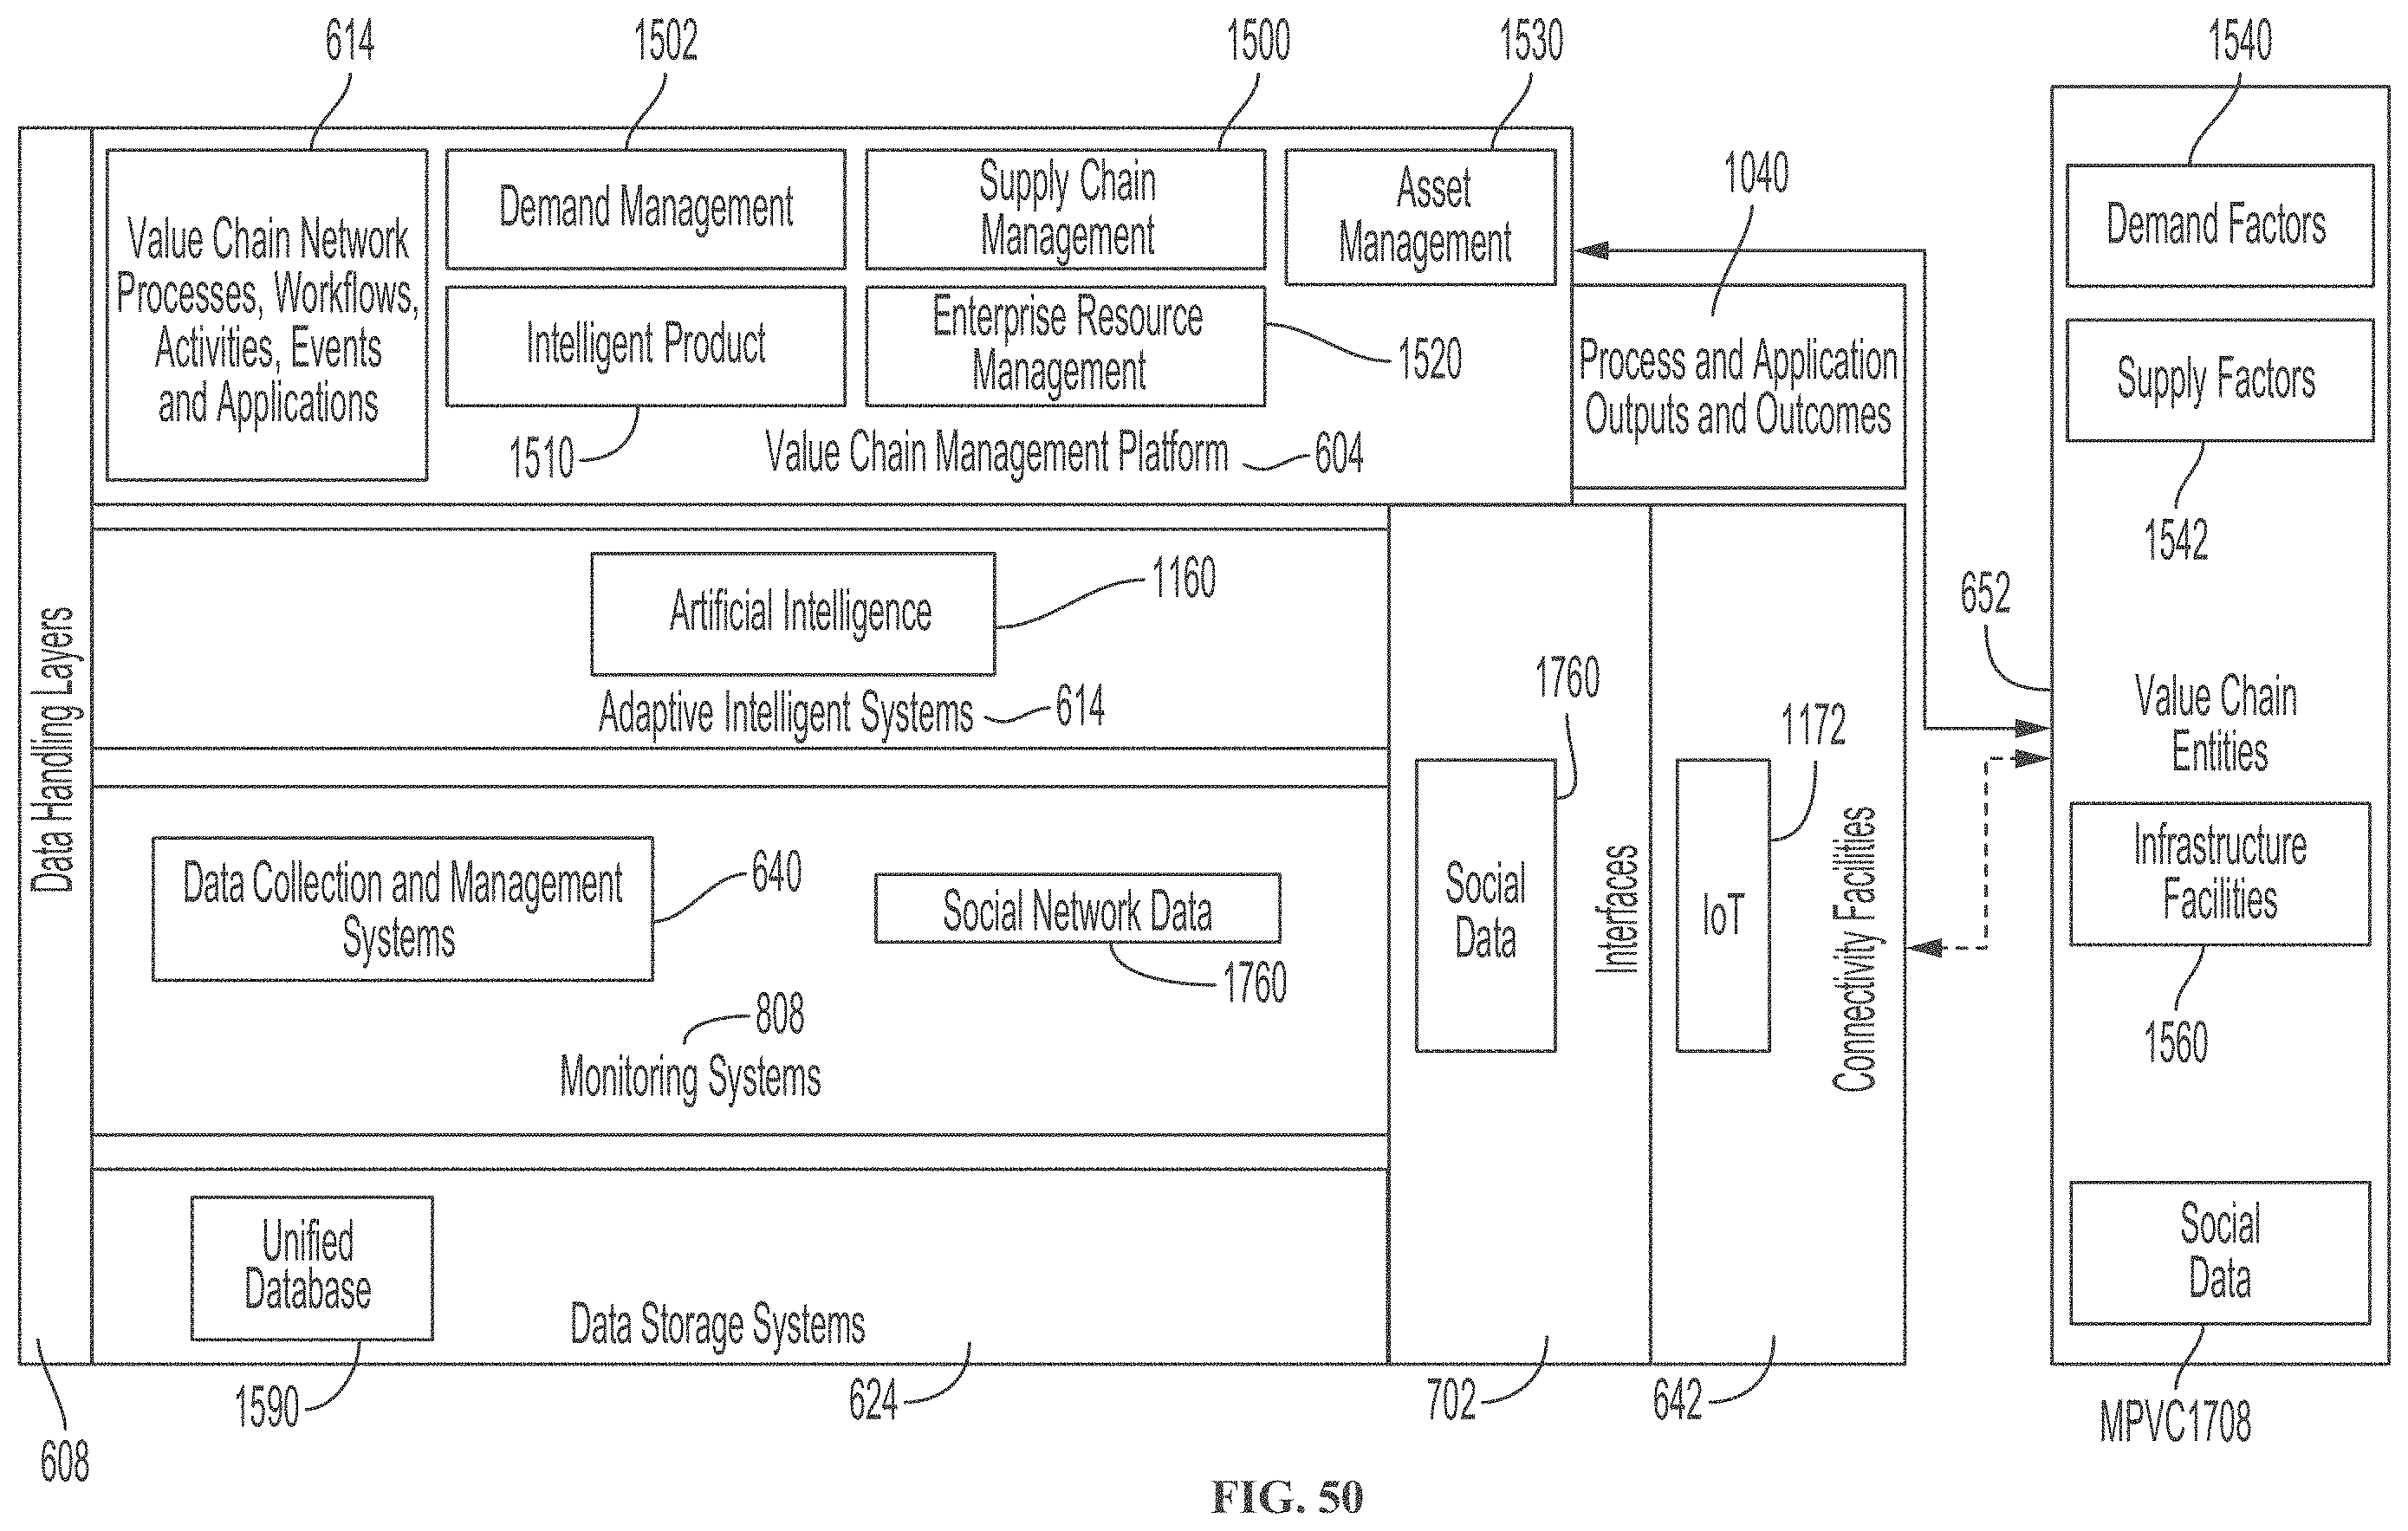 614
1502
1500
1530
1540
Value Chain Network
Processes, Workflows,
Activities, Events
and Applications
Demand Management
Supply Chain
Management
Asset
Management
1040
Demand Factors
Intelligent Product
Enterprise Resource
Management
1520
Process and Application
Outputs and Outcomes
Supply Factors
1510
Value Chain Management Platform
604
1542
Artificial Intelligence
1160
652
Adaptive Intelligent Systems
614
1760
1172
Value Chain
Entities
Data Handling Layers
Data Collection and Management
Systems
640
Social Network Data
1760
Social
Data
Interfaces
IoT
Connectivity Facilities
Infrastructure
Facilities
1560
808
Monitoring Systems
Unified
Database
Data Storage Systems
Social
Data
1590
624
702
642
MPVC1708
608
FIG. 50